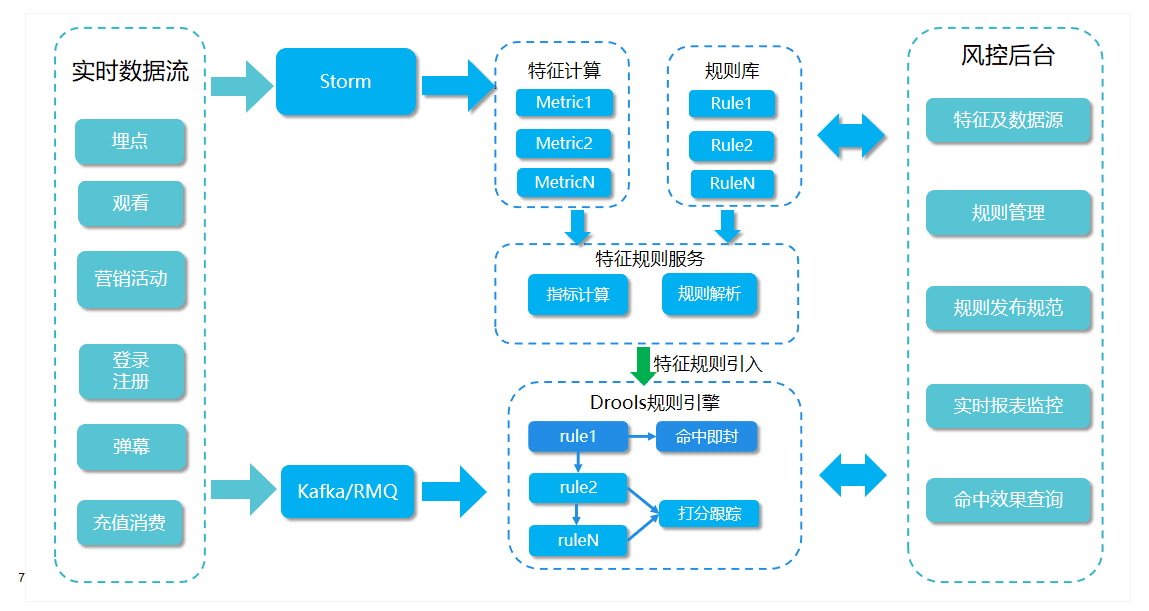 实时数据流
埋点
观看
营销活动
登录
注册
弹幕
充值消费
Storm
Kafka/RMQ
特征计算
Metric1
Metric2
MetricN
规则库
Rule1
Rule2
RuleN
特征规则服务
指标计算
规则解析
特征规则引入
Drools规则引擎
rule1
命中即封
rule2
打分跟踪
ruleN
风控后台
特征及数据源
规则管理
规则发布规范
实时报表监控
命中效果查询
7